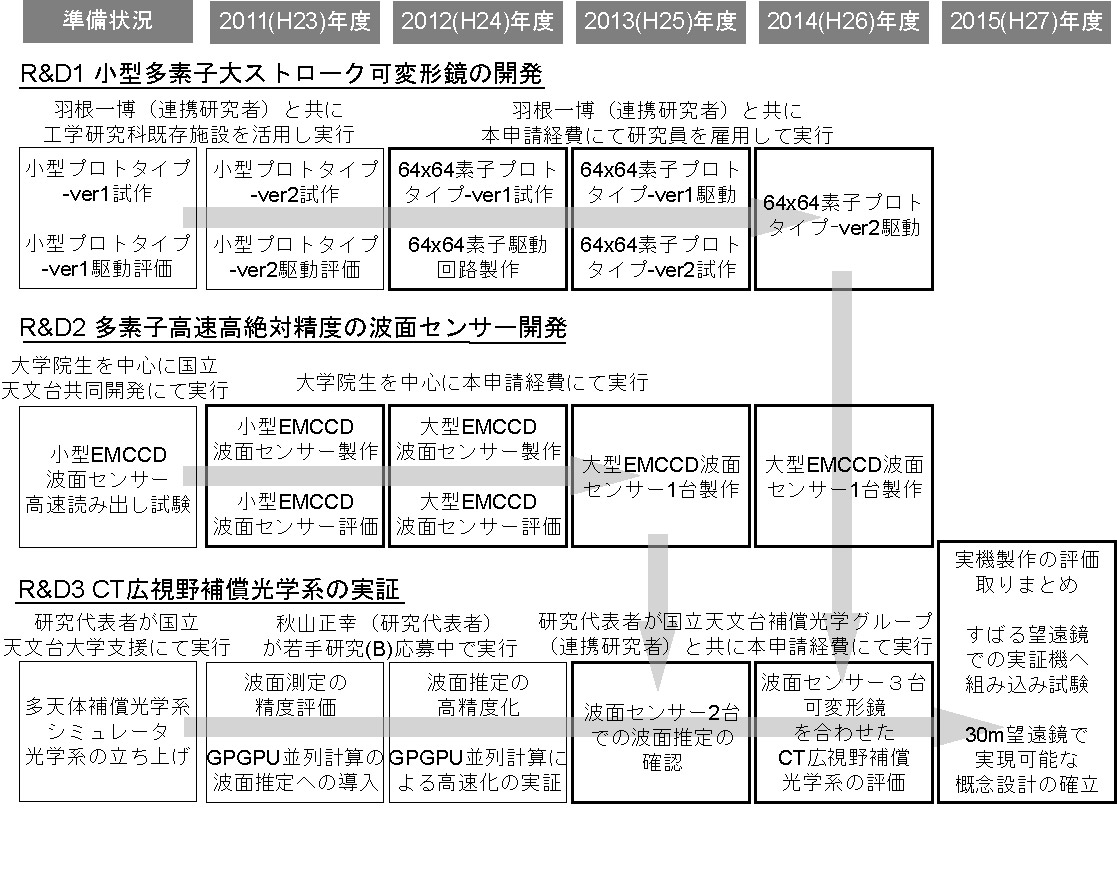 準備状況
2011(H23)年度
2012(H24)年度
2013(H25)年度
2014(H26)年度
2015(H27)年度
R&D1 小型多素子大ストローク可変形鏡の開発
羽根一博（連携研究者）と共に
工学研究科既存施設を活用し実行
羽根一博（連携研究者）と共に
本申請経費にて研究員を雇用して実行
小型プロトタイプ
-ver1試作
小型プロトタイプ
-ver1駆動評価
小型プロトタイプ
-ver2試作
小型プロトタイプ
-ver2駆動評価
64x64素子プロト
タイプ-ver1試作
64x64素子駆動
回路製作
64x64素子プロト
タイプ-ver1駆動
64x64素子プロト
タイプ-ver2試作
64x64素子プロト
タイプ-ver2駆動
R&D2 多素子高速高絶対精度の波面センサー開発
大学院生を中心に国立
天文台共同開発にて実行
大学院生を中心に本申請経費にて実行
小型EMCCD
波面センサー
高速読み出し試験
小型EMCCD
波面センサー製作
小型EMCCD
波面センサー評価
大型EMCCD
波面センサー製作
大型EMCCD
波面センサー評価
大型EMCCD波面
センサー1台製作
大型EMCCD波面
センサー1台製作
R&D3 CT広視野補償光学系の実証
研究代表者が国立
天文台大学支援にて実行
秋山正幸（研究代表者）
が若手研究(B)応募中で実行
研究代表者が国立天文台補償光学グループ
（連携研究者）と共に本申請経費にて実行
多天体補償光学系
シミュレータ
光学系の立ち上げ
波面測定の
精度評価
GPGPU並列計算の
波面推定への導入
波面推定の
高精度化
GPGPU並列計算に
よる高速化の実証
波面センサー2台
での波面推定の
確認
波面センサー３台
可変形鏡
を合わせた
CT広視野補償
光学系の評価
実機製作の評価
取りまとめ
すばる望遠鏡
での実証機へ
組み込み試験
30m望遠鏡で
実現可能な
概念設計の確立